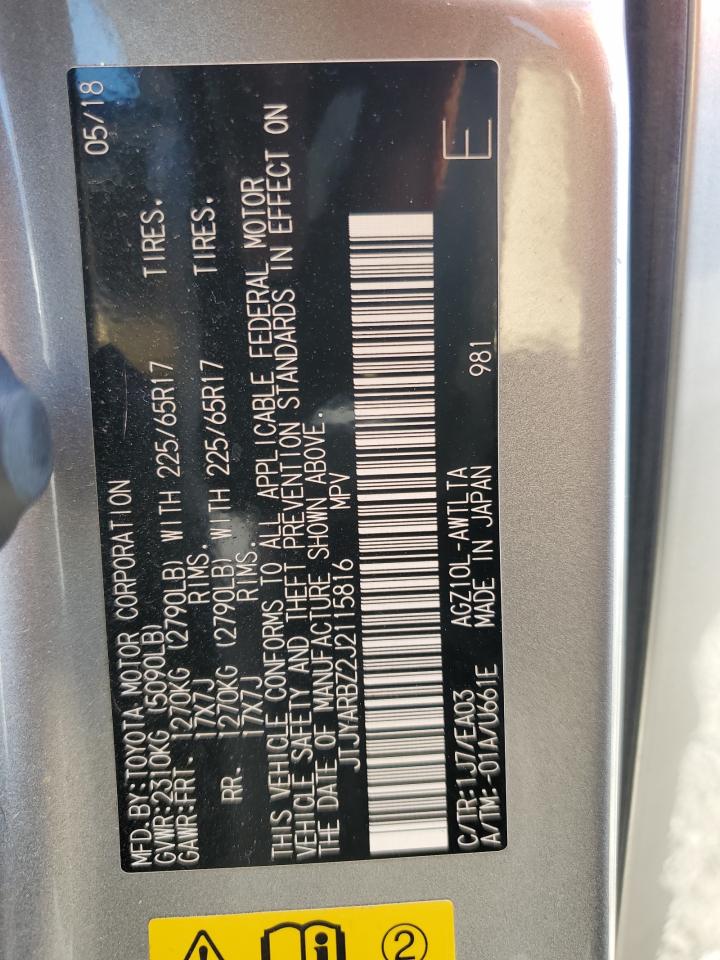 MFD.BY:TOYOTA MOTOR CORPORATION 05/18
GVWR:2310KG (5090LB)
GAWR:FRT. 1270KG (2790LB) WITH 225/65R17 TIRES.
17X7J RIMS.
RR. 1270KG (2790LB) WITH 225/65R17 TIRES.
17X7J RIMS.
THIS VEHICLE CONFORMS TO ALL APPLICABLE FEDERAL MOTOR
VEHICLE SAFETY AND THEFT PREVENTION STANDARDS IN EFFECT ON
THE DATE OF MANUFACTURE SHOWN ABOVE.
JTJYARBZ2J2115816 MPV
C/TR:1J7/EA03 AGZ10L-AWTLTA
A/TM:-01A/U661E MADE IN JAPAN 981 E
2